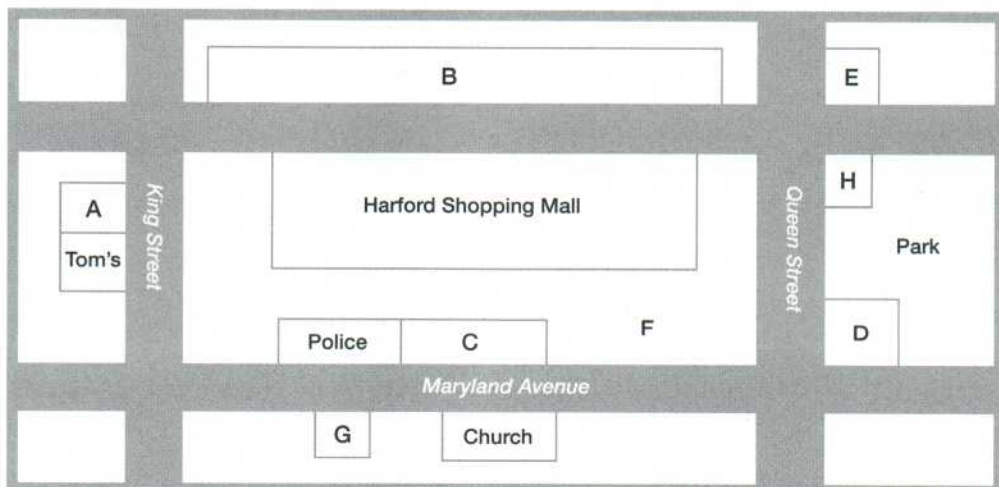 B
E
A
King Street
Harford Shopping Mall
Queen Street
H
Tom's
Park
Police
C
F
D
Maryland Avenue
G
Church